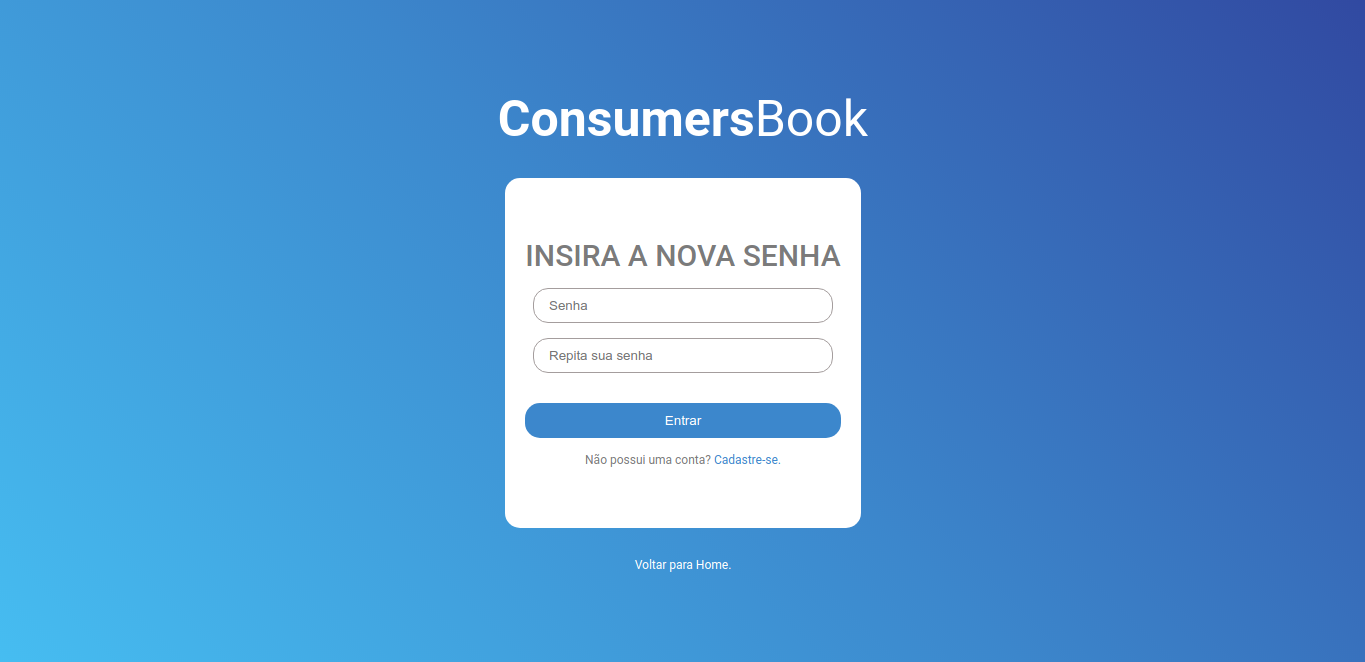 ConsumersBook
INSIRA A NOVA SENHA
Senha
Repita sua senha
Entrar
Não possui uma conta? Cadastre-se.
Voltar para Home.